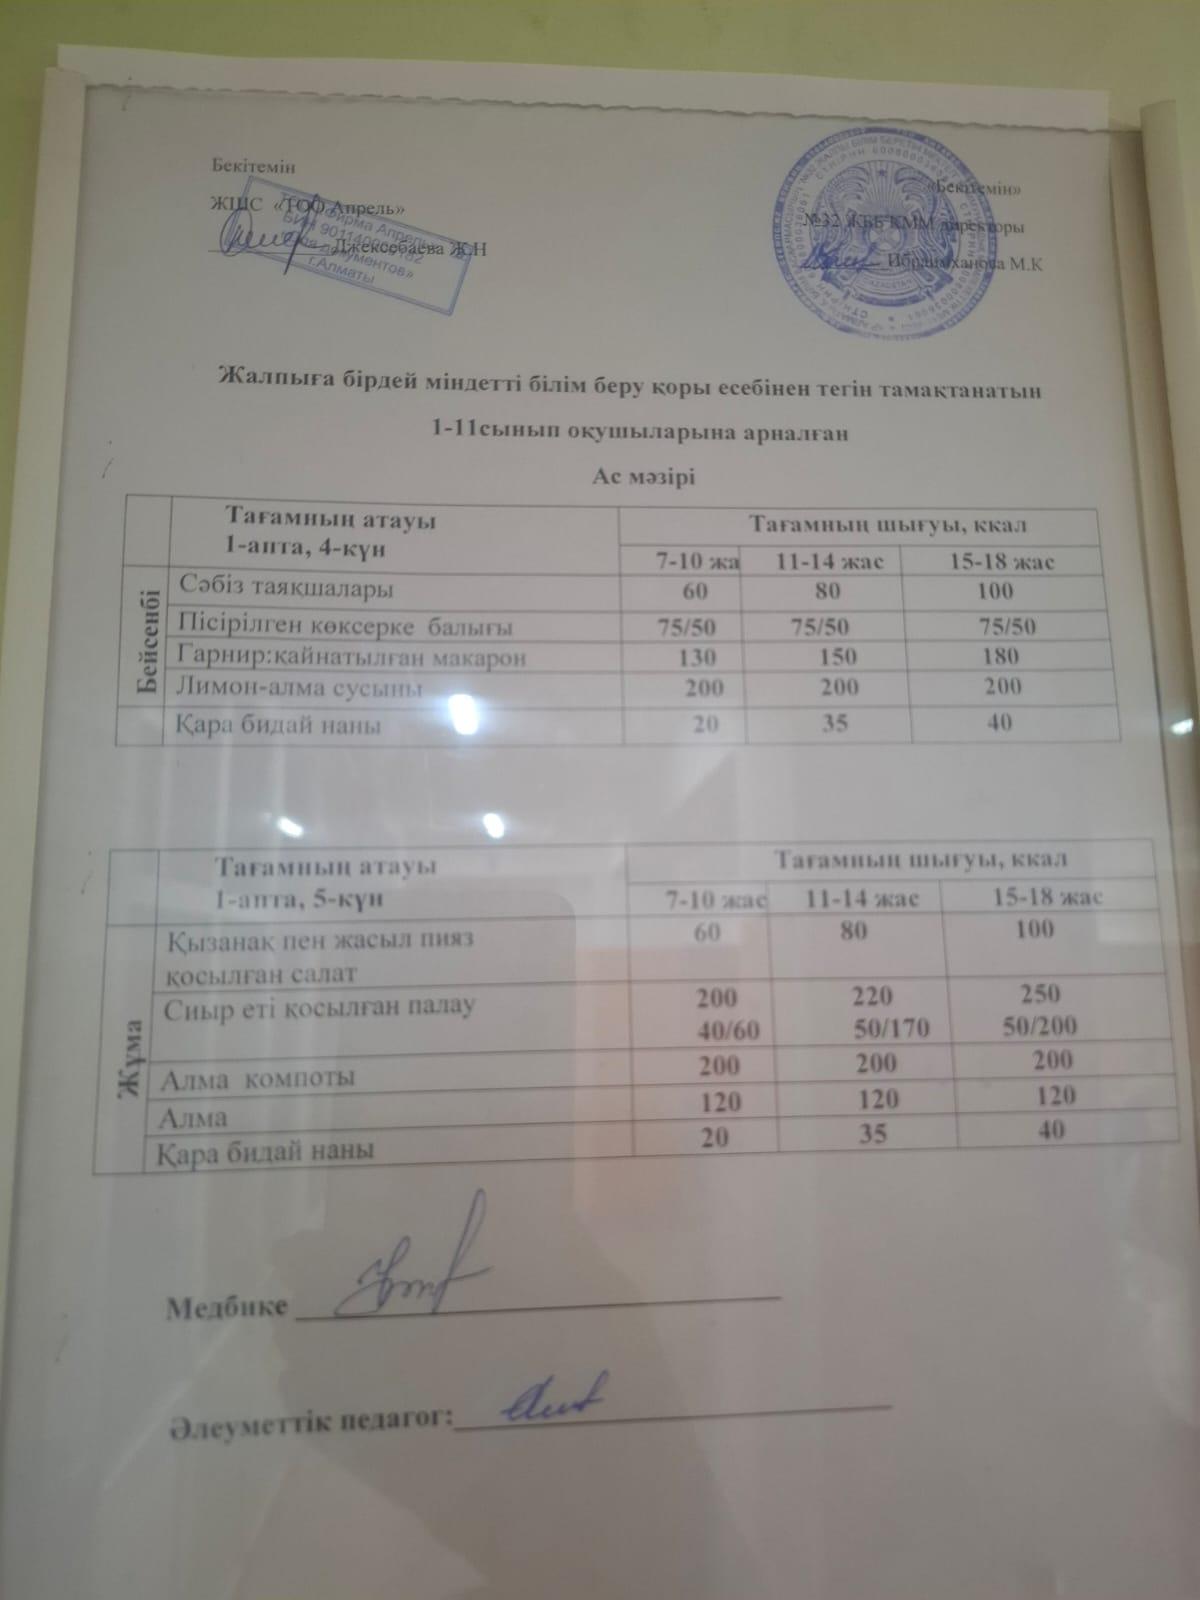 Бекітемін
ЖШС «ТОФ Апрель»
Джексебаева Ж.Н
г.Алматы
«Бекітемін»
№32 ЖББ КММ директоры
Ибраимханова М.К
Жалпыға бірдей міндетті білім беру қоры есебінен тегін тамақтанатын
1-11сынып оқушыларына арналған
Ас мәзірі
Тағамның атауы Тағамның шығуы, ккал
1-апта, 4-күн
7-10 жа 11-14 жас 15-18 жас
Бейсенбі
Сәбіз таяқшалары 60 80 100
Пісірілген көксерке балығы 75/50 75/50 75/50
Гарнир:қайнатылған макарон 130 150 180
Лимон-алма сусыны 200 200 200
Қара бидай наны 20 35 40
Тағамның атауы Тағамның шығуы, ккал
1-апта, 5-күн
7-10 жас 11-14 жас 15-18 жас
Жұма
Қызанақ пен жасыл пияз 60 80 100
қосылған салат
Сиыр еті қосылған палау 200 220 250
40/60 50/170 50/200
Алма компоты 200 200 200
Алма 120 120 120
Қара бидай наны 20 35 40
Медбике
Әлеуметтік педагог: